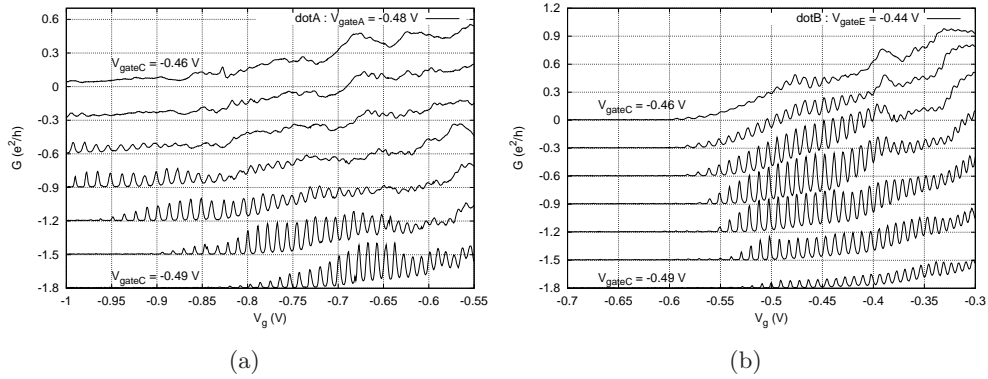 dotA : V_gateA = -0.48 V
V_gateC = -0.46 V
V_gateC = -0.49 V
G (e²/h)
0.6
0.3
0
-0.3
-0.6
-0.9
-1.2
-1.5
-1.8
-1 -0.95 -0.9 -0.85 -0.8 -0.75 -0.7 -0.65 -0.6 -0.55
V_g (V)
(a)
dotB : V_gateE = -0.44 V
V_gateC = -0.46 V
V_gateC = -0.49 V
G (e²/h)
1.2
0.9
0.6
0.3
0
-0.3
-0.6
-0.9
-1.2
-1.5
-1.8
-0.7 -0.65 -0.6 -0.55 -0.5 -0.45 -0.4 -0.35 -0.3
V_g (V)
(b)